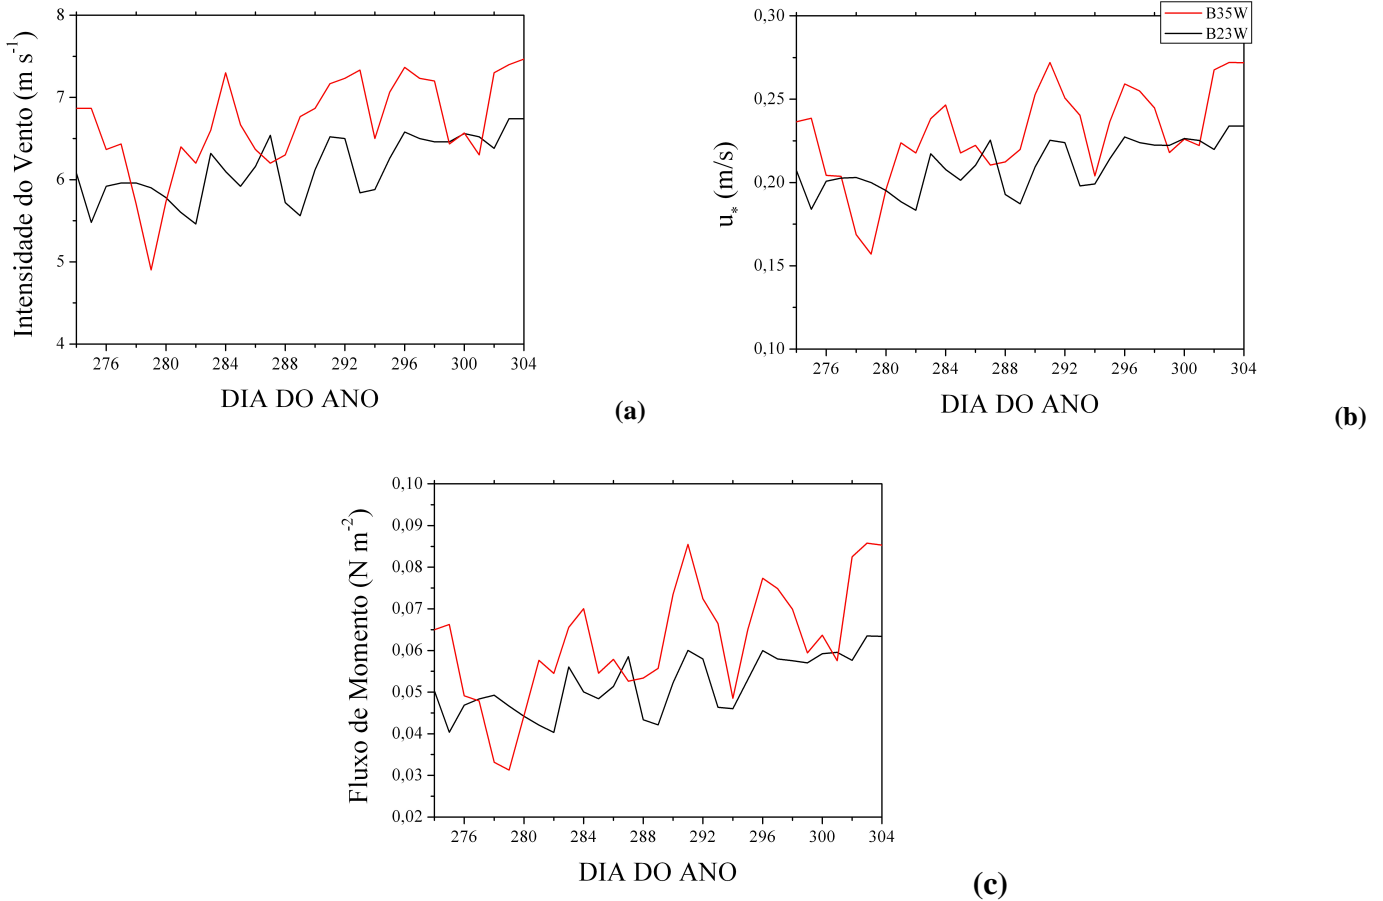 8
7
6
5
4
Intensidade do Vento (m s-1)
276 280 284 288 292 296 300 304
DIA DO ANO
(a)
0,30
0,25
0,20
0,15
0,10
u* (m/s)
B35W
B23W
276 280 284 288 292 296 300 304
DIA DO ANO
(b)
0,10
0,09
0,08
0,07
0,06
0,05
0,04
0,03
0,02
Fluxo de Momento (N m-2)
276 280 284 288 292 296 300 304
DIA DO ANO
(c)